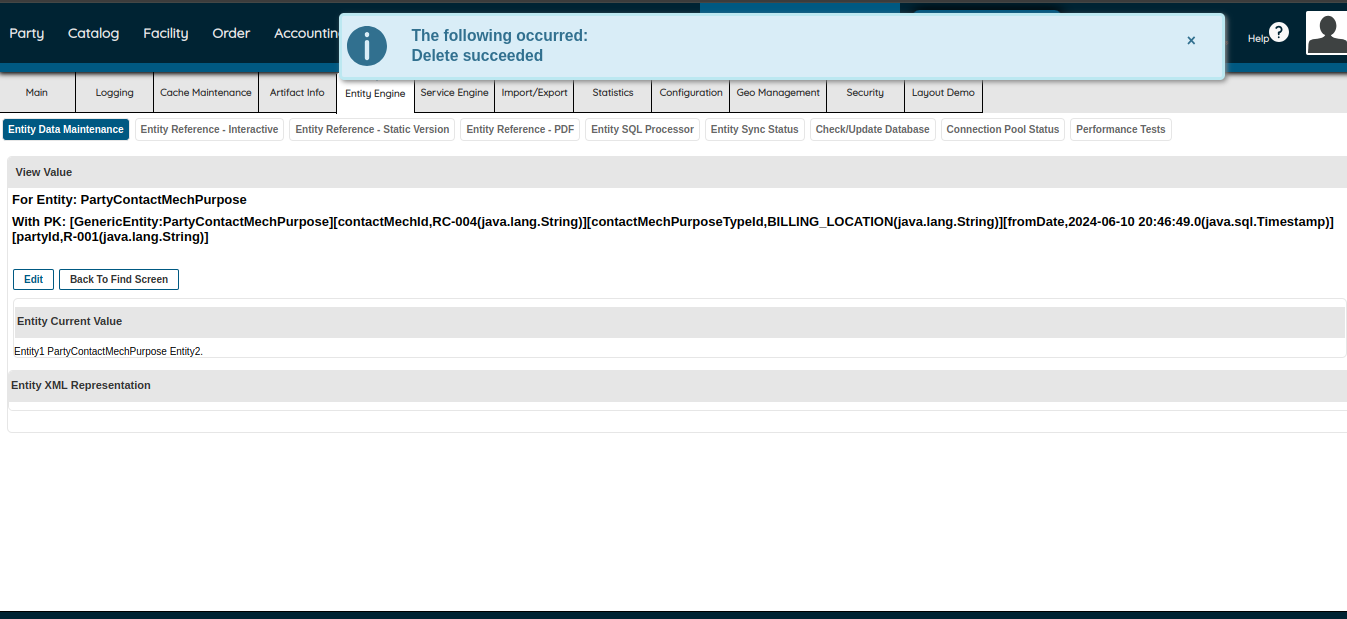 Party Catalog Facility Order
The following occurred:
Delete succeeded
×
Help ?
Main Logging Cache Maintenance Artifact Info Entity Engine Service Engine Import/Export Statistics Configuration Geo Management Security Layout Demo
Entity Data Maintenance Entity Reference - Interactive Entity Reference - Static Version Entity Reference - PDF Entity SQL Processor Entity Sync Status Check/Update Database Connection Pool Status Performance Tests
View Value
For Entity: PartyContactMechPurpose
With PK: [GenericEntity:PartyContactMechPurpose][contactMechId,RC-004(java.lang.String)][contactMechPurposeTypeId,BILLING_LOCATION(java.lang.String)][fromDate,2024-06-10 20:46:49.0(java.sql.Timestamp)]
[partyId,R-001(java.lang.String)]
Edit Back To Find Screen
Entity Current Value
Entity1 PartyContactMechPurpose Entity2.
Entity XML Representation